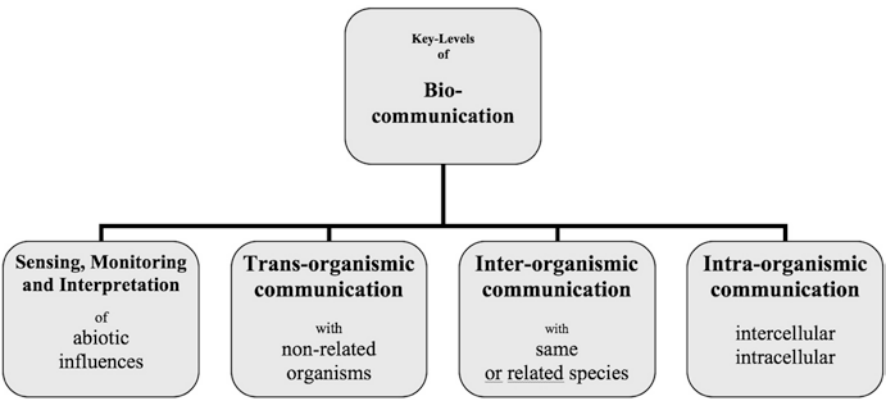 Key-Levels
of
Bio-
communication
Sensing, Monitoring
and Interpretation
of
abiotic
influences
Trans-organismic
communication
with
non-related
organisms
Inter-organismic
communication
with
same
or related species
Intra-organismic
communication
intercellular
intracellular